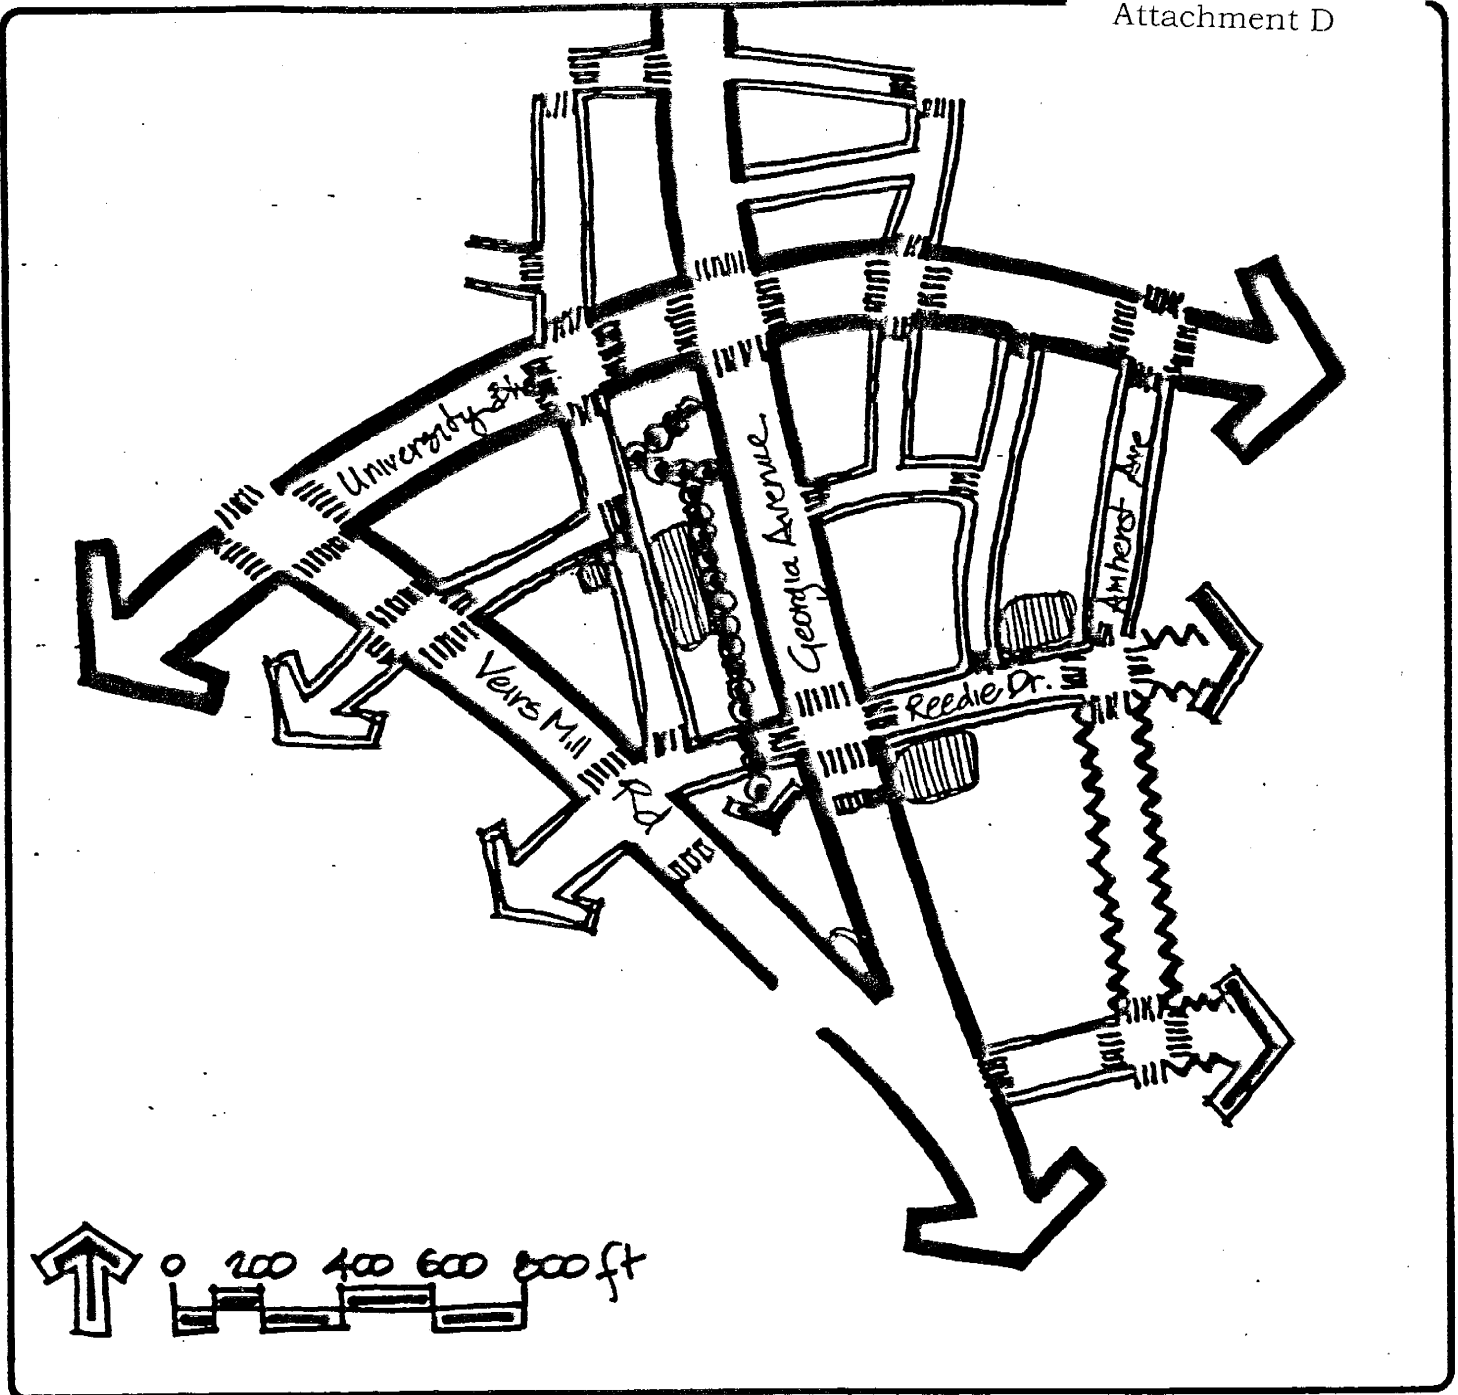 Attachment D
University Blvd.
Georgia Avenue
Amherst Ave
Veirs Mill
Rd
Reedie Dr.
0 200 400 600 800 ft